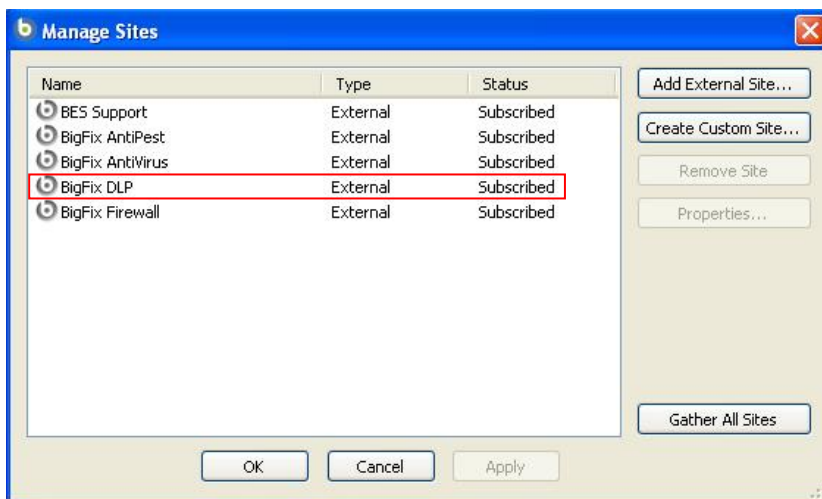 Manage Sites
Name Type Status
BES Support External Subscribed
BigFix AntiPest External Subscribed
BigFix AntiVirus External Subscribed
BigFix DLP External Subscribed
BigFix Firewall External Subscribed
Add External Site...
Create Custom Site...
Remove Site
Properties...
Gather All Sites
OK Cancel Apply